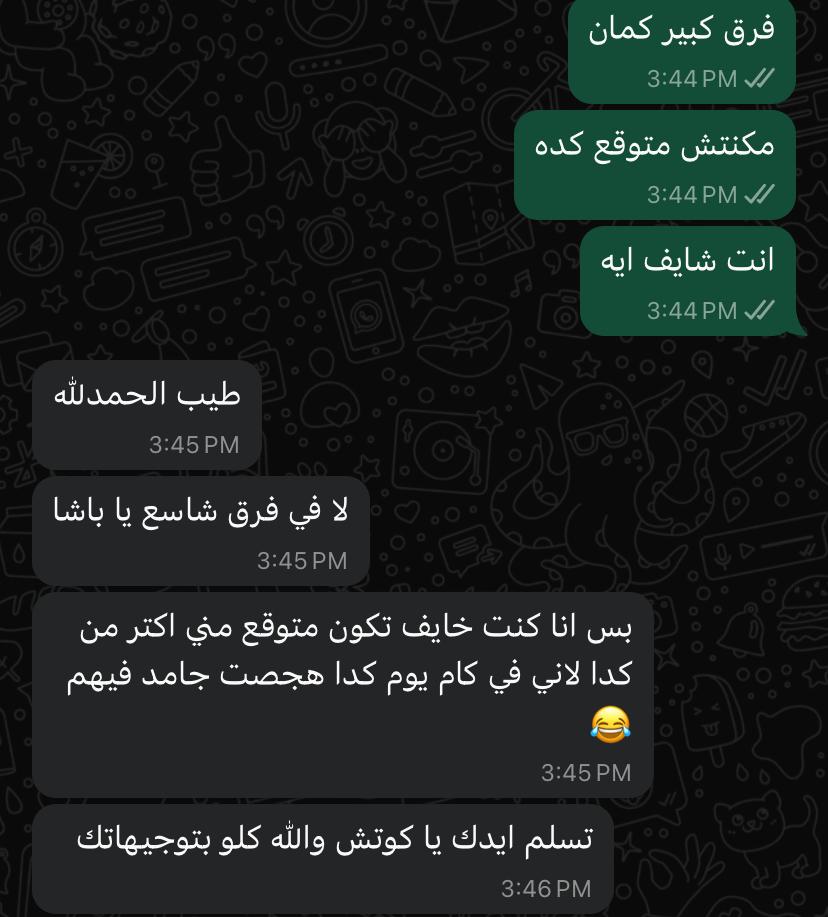 فرق كبير كمان
3:44 PM
مكنتش متوقع كده
3:44 PM
انت شايف ايه
3:44 PM
طيب الحمدلله
3:45 PM
لا في فرق شاسع يا باشا
3:45 PM
بس انا كنت خايف تكون متوقع مني اكتر من
كدا لاني في كام يوم كدا هجصت جامد فيهم
😂
3:45 PM
تسلم ايدك يا كوتش والله كلو بتوجيهاتك
3:46 PM